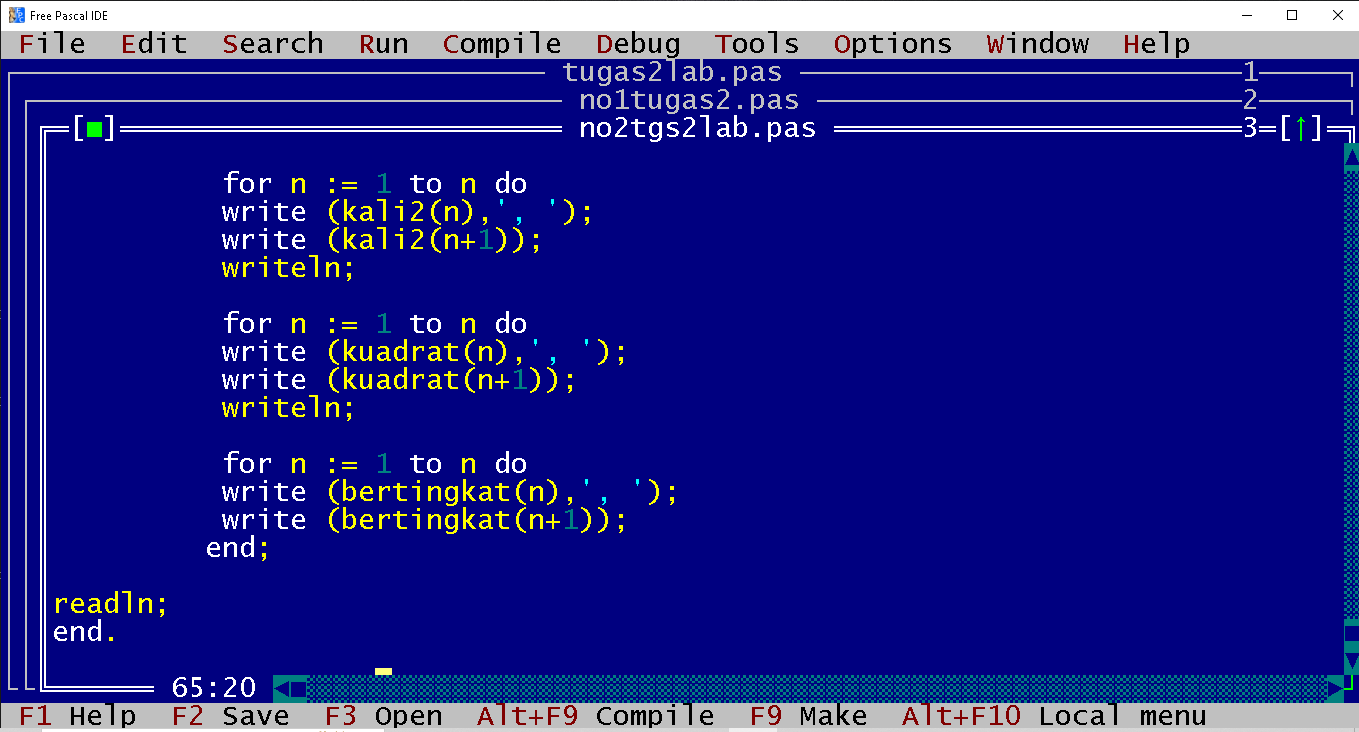 Free Pascal IDE
File Edit Search Run Compile Debug Tools Options Window Help
tugas2lab.pas 1
no1tugas2.pas 2
[■] no2tgs2lab.pas 3=[↑]
for n := 1 to n do
write (kali2(n),', ');
write (kali2(n+1));
writeln;
for n := 1 to n do
write (kuadrat(n),', ');
write (kuadrat(n+1));
writeln;
for n := 1 to n do
write (bertingkat(n),', ');
write (bertingkat(n+1));
end;
readln;
end.
65:20
F1 Help F2 Save F3 Open Alt+F9 Compile F9 Make Alt+F10 Local menu